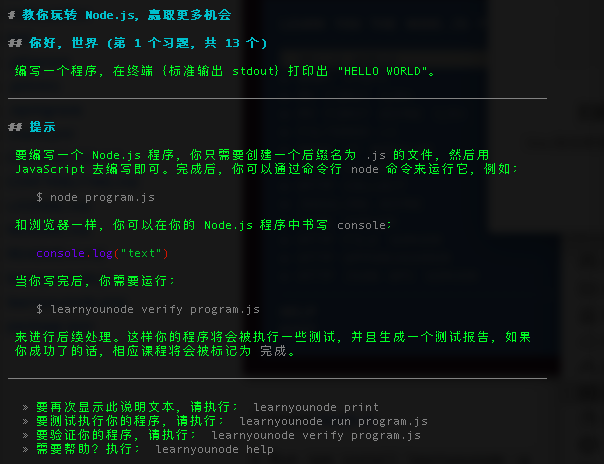 # 教你玩转 Node.js, 赢取更多机会
## 你好, 世界 (第 1 个习题, 共 13 个)
编写一个程序, 在终端 {标准输出 stdout} 打印出 "HELLO WORLD"。
## 提示
要编写一个 Node.js 程序, 你只需要创建一个后缀名为 .js 的文件, 然后用
JavaScript 去编写即可。完成后, 你可以通过命令行 node 命令来运行它, 例如:
$ node program.js
和浏览器一样, 你可以在你的 Node.js 程序中书写 console:
console.log("text")
当你写完后, 你需要运行:
$ learnyounode verify program.js
来进行后续处理。这样你的程序将会被执行一些测试, 并且生成一个测试报告, 如果
你成功了的话, 相应课程将会被标记为 完成。
» 要再次显示此说明文本, 请执行: learnyounode print
» 要测试执行你的程序, 请执行: learnyounode run program.js
» 要验证你的程序, 请执行: learnyounode verify program.js
» 需要帮助? 执行: learnyounode help